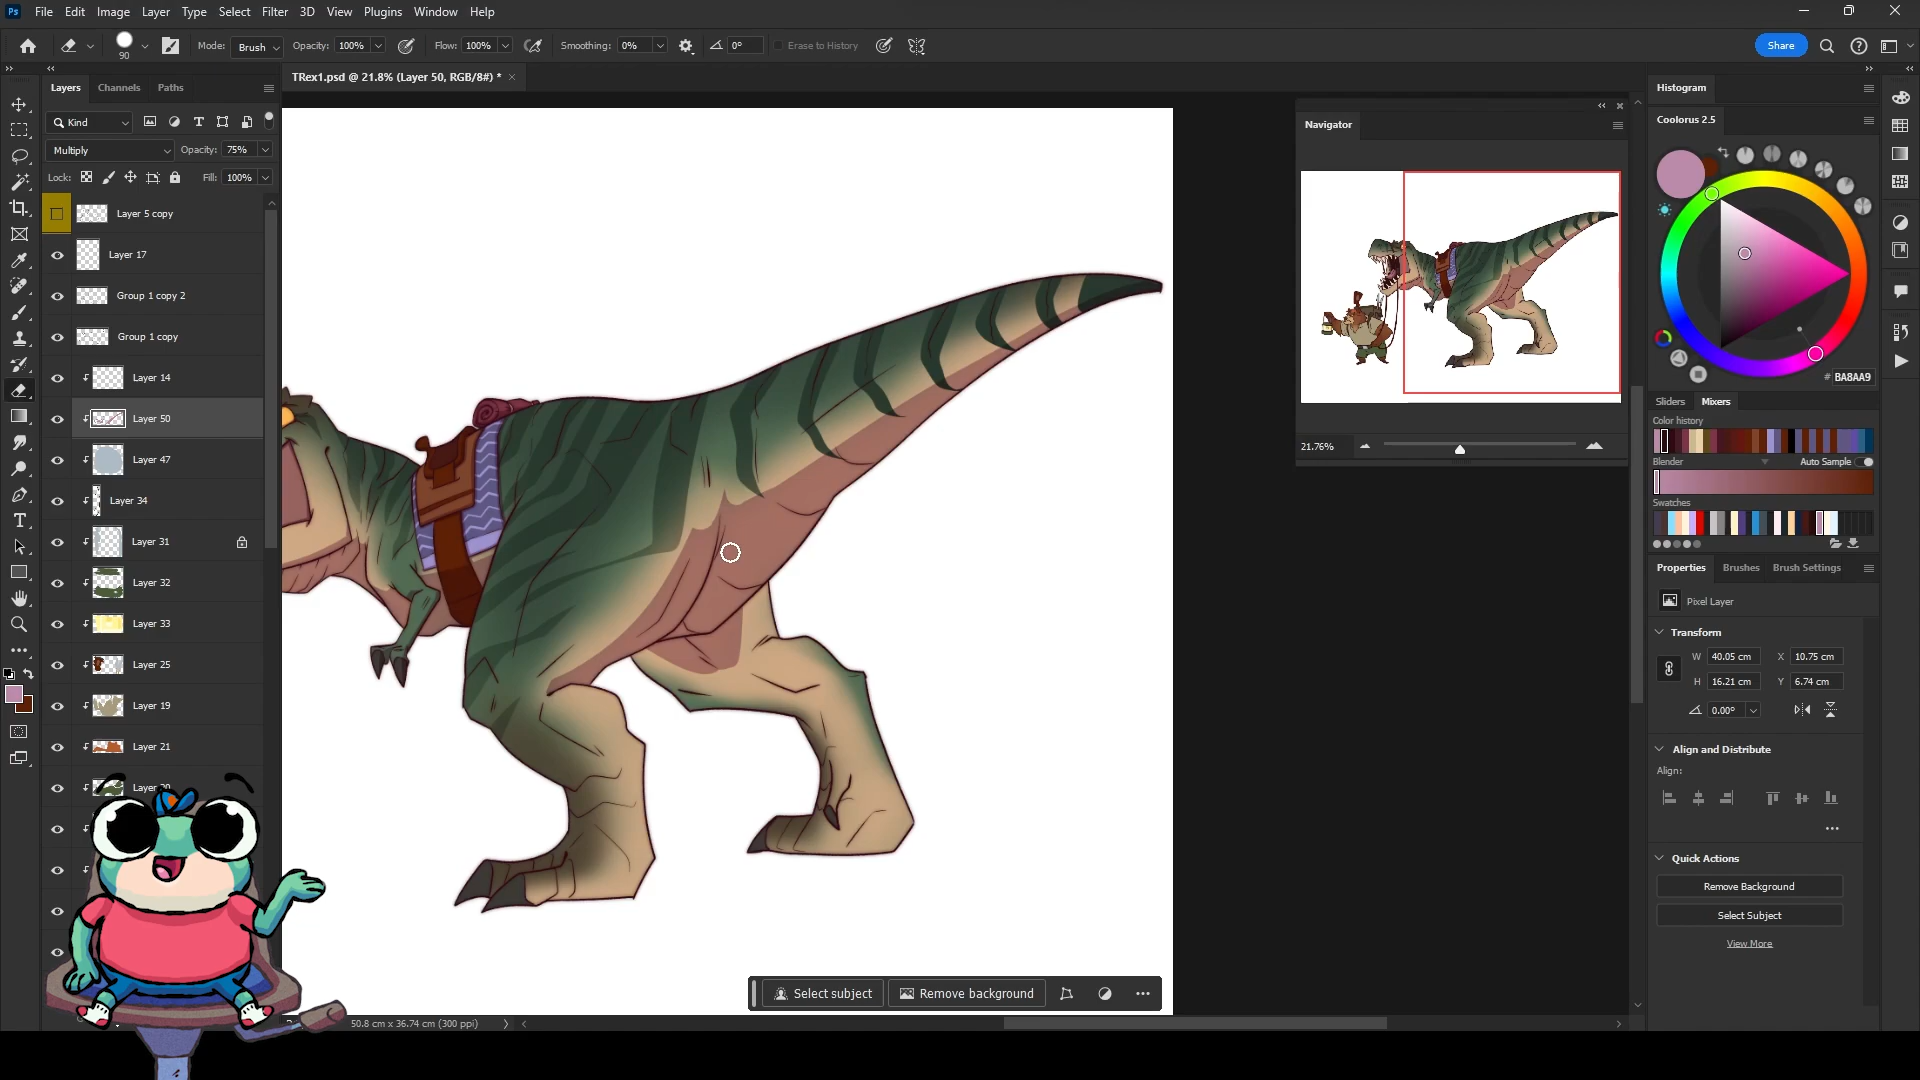 Ps File Edit Image Layer Type Select Filter 3D View Plugins Window Help
90 Mode: Brush Opacity: 100% Flow: 100% Smoothing: 0% 0° Erase to History Share
Layers Channels Paths
TRex1.psd @ 21.8% (Layer 50, RGB/8#) *
Kind
Multiply Opacity: 75%
Lock: Fill: 100%
Layer 5 copy
Layer 17
Group 1 copy 2
Group 1 copy
Layer 14
Layer 50
Layer 47
Layer 34
Layer 31
Layer 32
Layer 33
Layer 25
Layer 19
Layer 21
Navigator
21.76%
Select subject Remove background
50.8 cm x 36.74 cm (300 ppi)
Histogram
Coolorus 2.5
# BA8AA9
Sliders Mixers
Color history
Blender Auto Sample
Swatches
Properties Brushes Brush Settings
Pixel Layer
Transform
W 40.05 cm X 10.75 cm
H 16.21 cm Y 6.74 cm
0.00°
Align and Distribute
Align:
Quick Actions
Remove Background
Select Subject
View More